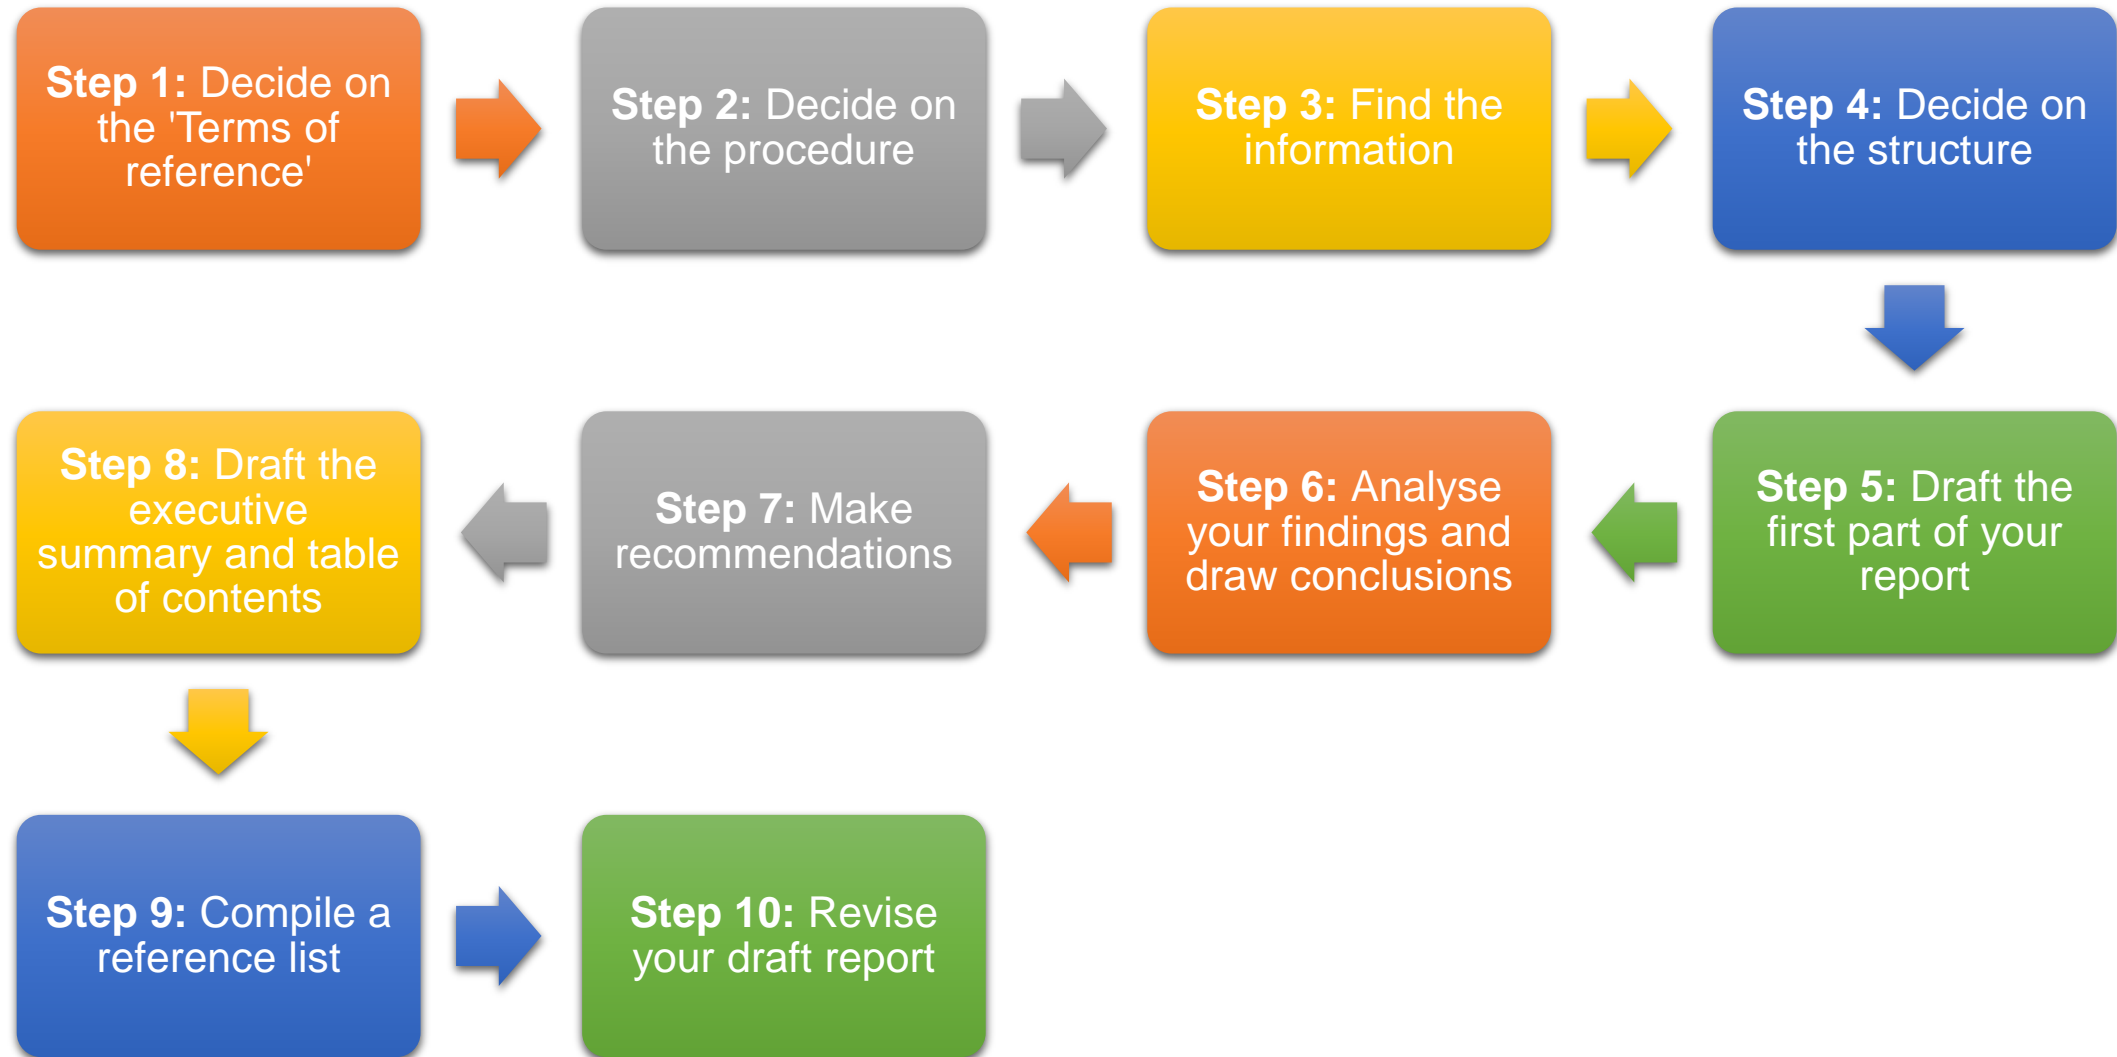 Step 1: Decide on
the 'Terms of
reference'
Step 2: Decide on
the procedure
Step 3: Find the
information
Step 4: Decide on
the structure
Step 5: Draft the
first part of your
report
Step 6: Analyse
your findings and
draw conclusions
Step 7: Make
recommendations
Step 8: Draft the
executive
summary and table
of contents
Step 9: Compile a
reference list
Step 10: Revise
your draft report